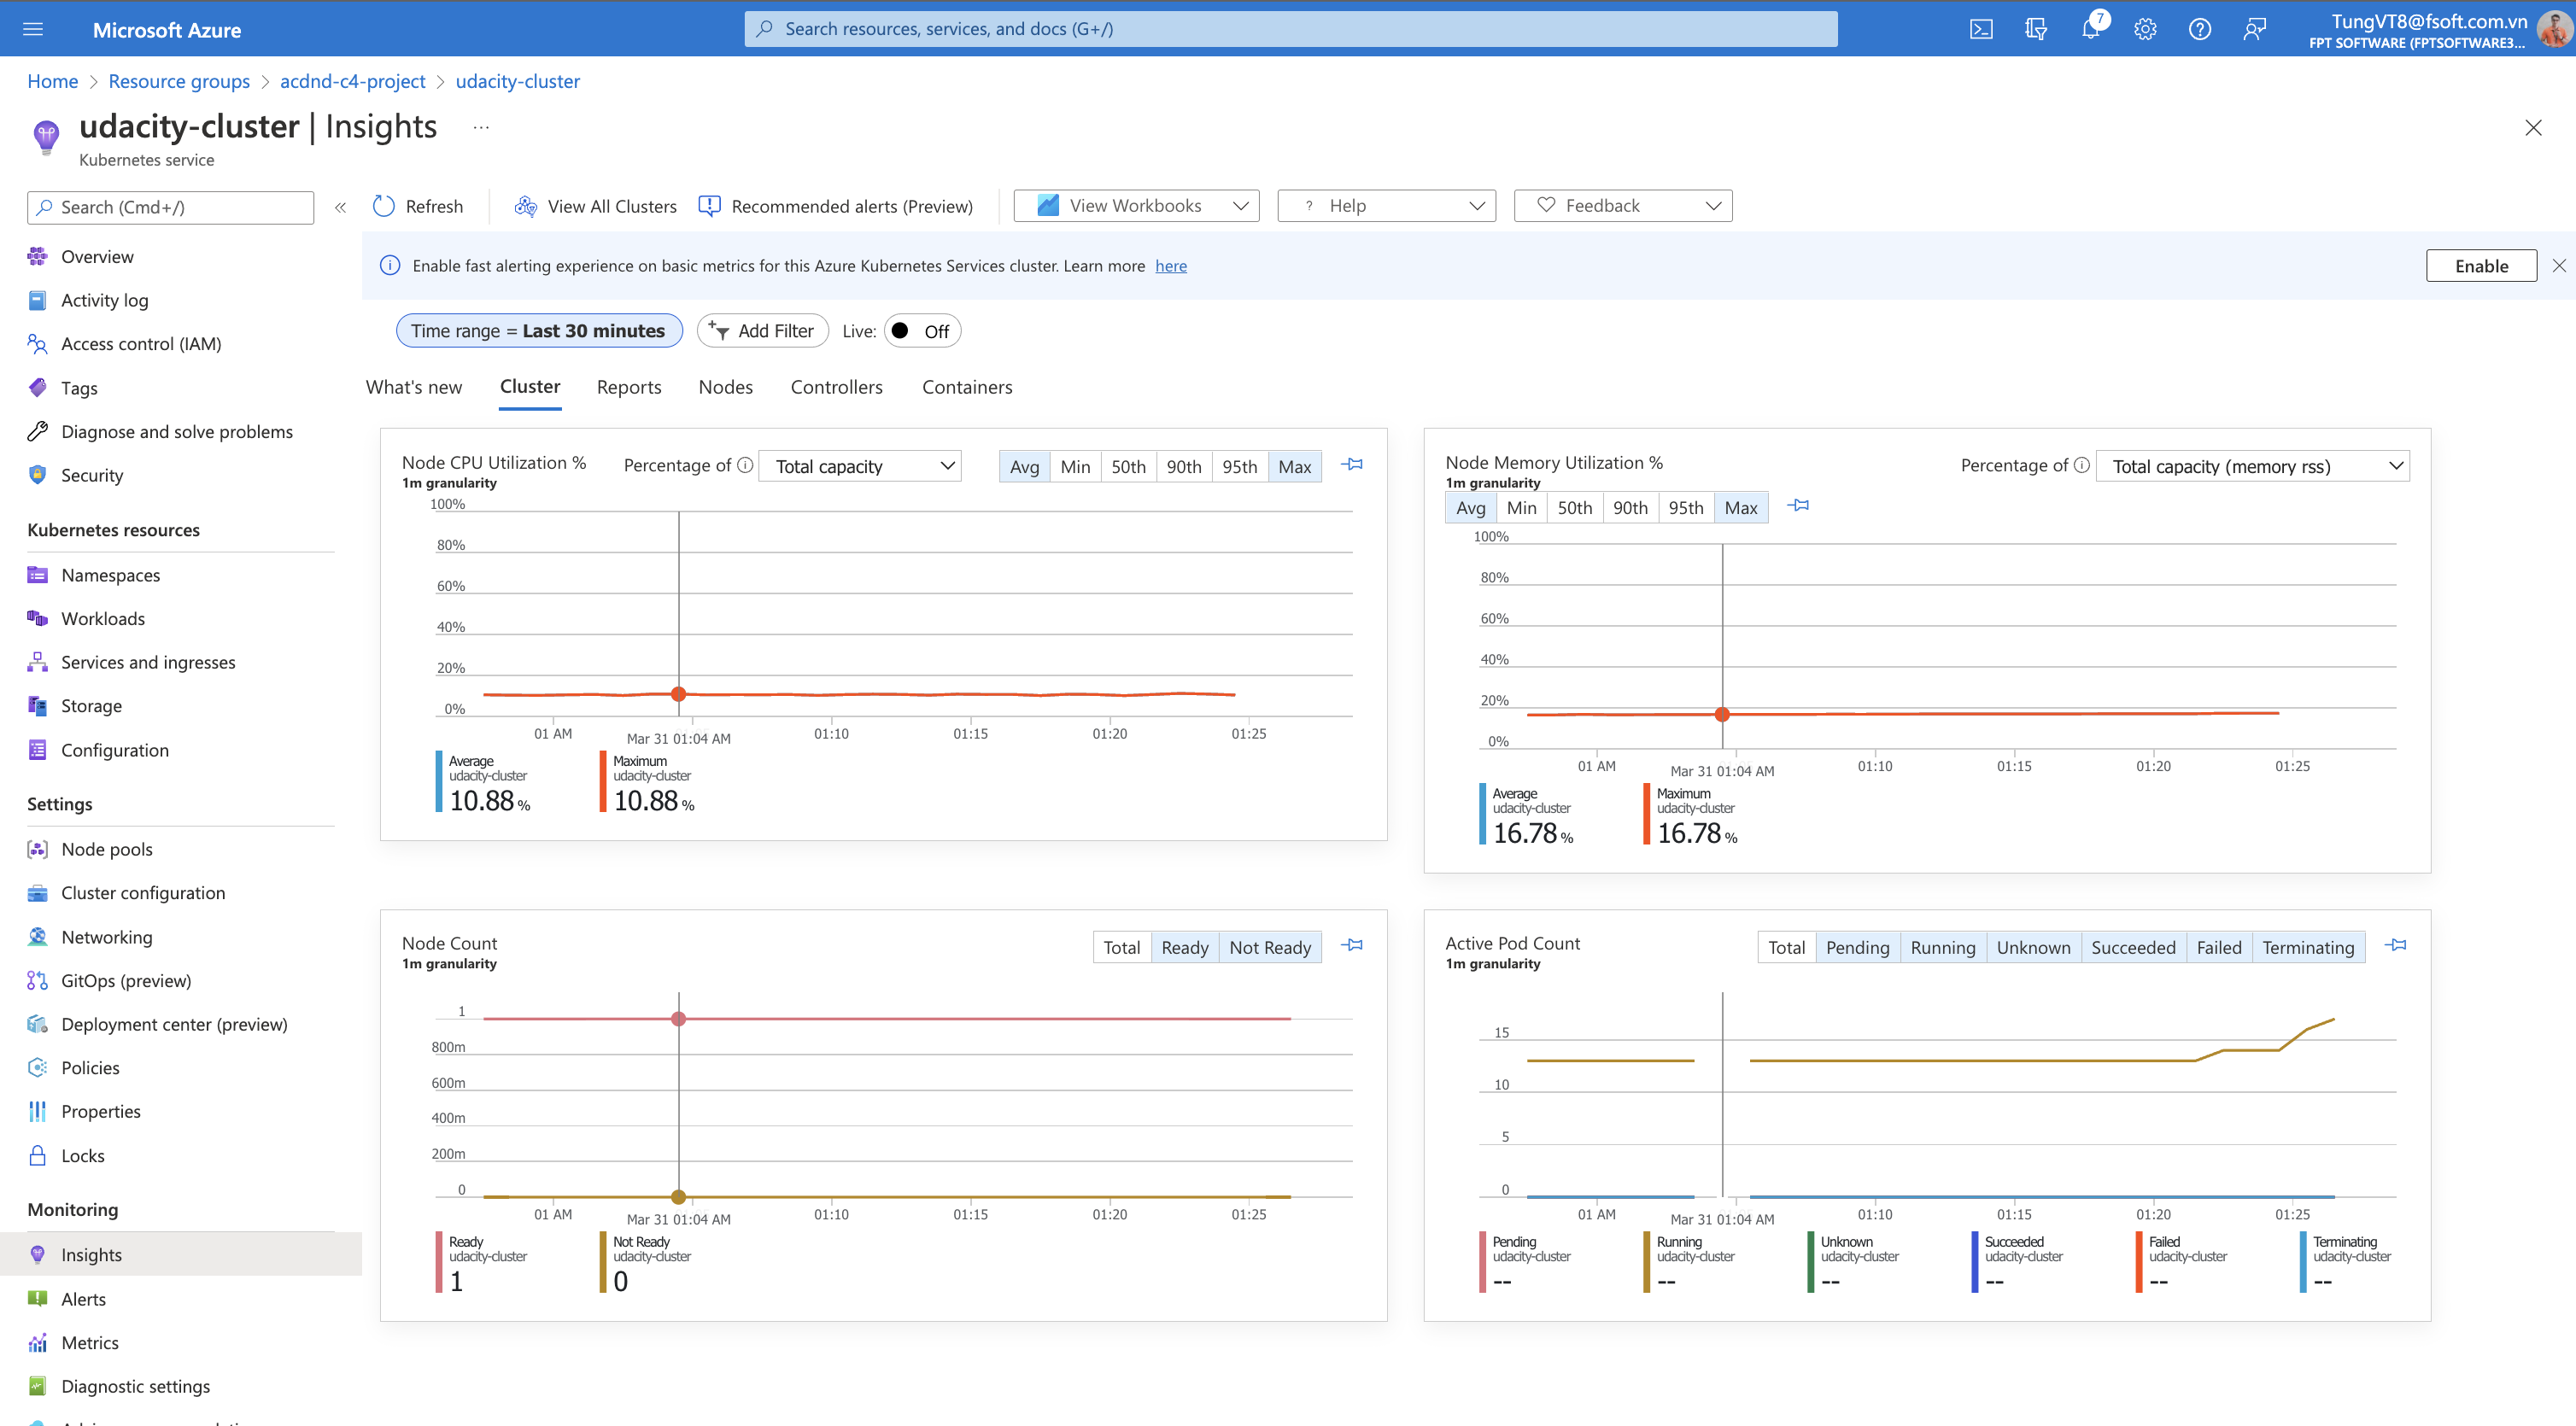 Microsoft Azure
Search resources, services, and docs (G+/)
7
TungVT8@fsoft.com.vn
FPT SOFTWARE (FPTSOFTWARE3...
Home > Resource groups > acdnd-c4-project > udacity-cluster
udacity-cluster | Insights ...
Kubernetes service
Search (Cmd+/)
«
Refresh
View All Clusters
Recommended alerts (Preview)
View Workbooks
? Help
Feedback
Overview
Activity log
Access control (IAM)
Tags
Diagnose and solve problems
Security
Kubernetes resources
Namespaces
Workloads
Services and ingresses
Storage
Configuration
Settings
Node pools
Cluster configuration
Networking
GitOps (preview)
Deployment center (preview)
Policies
Properties
Locks
Monitoring
Insights
Alerts
Metrics
Diagnostic settings
Enable fast alerting experience on basic metrics for this Azure Kubernetes Services cluster. Learn more here
Enable
Time range = Last 30 minutes
Add Filter
Live: Off
What's new Cluster Reports Nodes Controllers Containers
Node CPU Utilization %
1m granularity
Percentage of Total capacity
Avg Min 50th 90th 95th Max
100%
80%
60%
40%
20%
0%
01 AM Mar 31 01:04 AM 01:10 01:15 01:20 01:25
Average
udacity-cluster
10.88 %
Maximum
udacity-cluster
10.88 %
Node Memory Utilization %
1m granularity
Percentage of Total capacity (memory rss)
Avg Min 50th 90th 95th Max
100%
80%
60%
40%
20%
0%
01 AM Mar 31 01:04 AM 01:10 01:15 01:20 01:25
Average
udacity-cluster
16.78 %
Maximum
udacity-cluster
16.78 %
Node Count
1m granularity
Total Ready Not Ready
1
800m
600m
400m
200m
0
01 AM Mar 31 01:04 AM 01:10 01:15 01:20 01:25
Ready
udacity-cluster
1
Not Ready
udacity-cluster
0
Active Pod Count
1m granularity
Total Pending Running Unknown Succeeded Failed Terminating
15
10
5
0
01 AM Mar 31 01:04 AM 01:10 01:15 01:20 01:25
Pending
udacity-cluster
--
Running
udacity-cluster
--
Unknown
udacity-cluster
--
Succeeded
udacity-cluster
--
Failed
udacity-cluster
--
Terminating
udacity-cluster
--